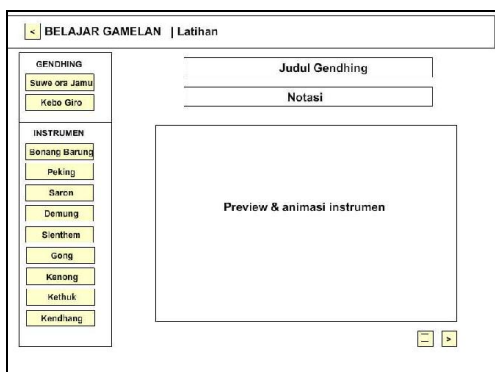 < BELAJAR GAMELAN | Latihan
GENDHING
Suwe ora Jamu
Kebo Giro
INSTRUMEN
Bonang Barung
Peking
Saron
Demung
Slenthem
Gong
Kenong
Kethuk
Kendhang
Judul Gendhing
Notasi
Preview & animasi instrumen
>